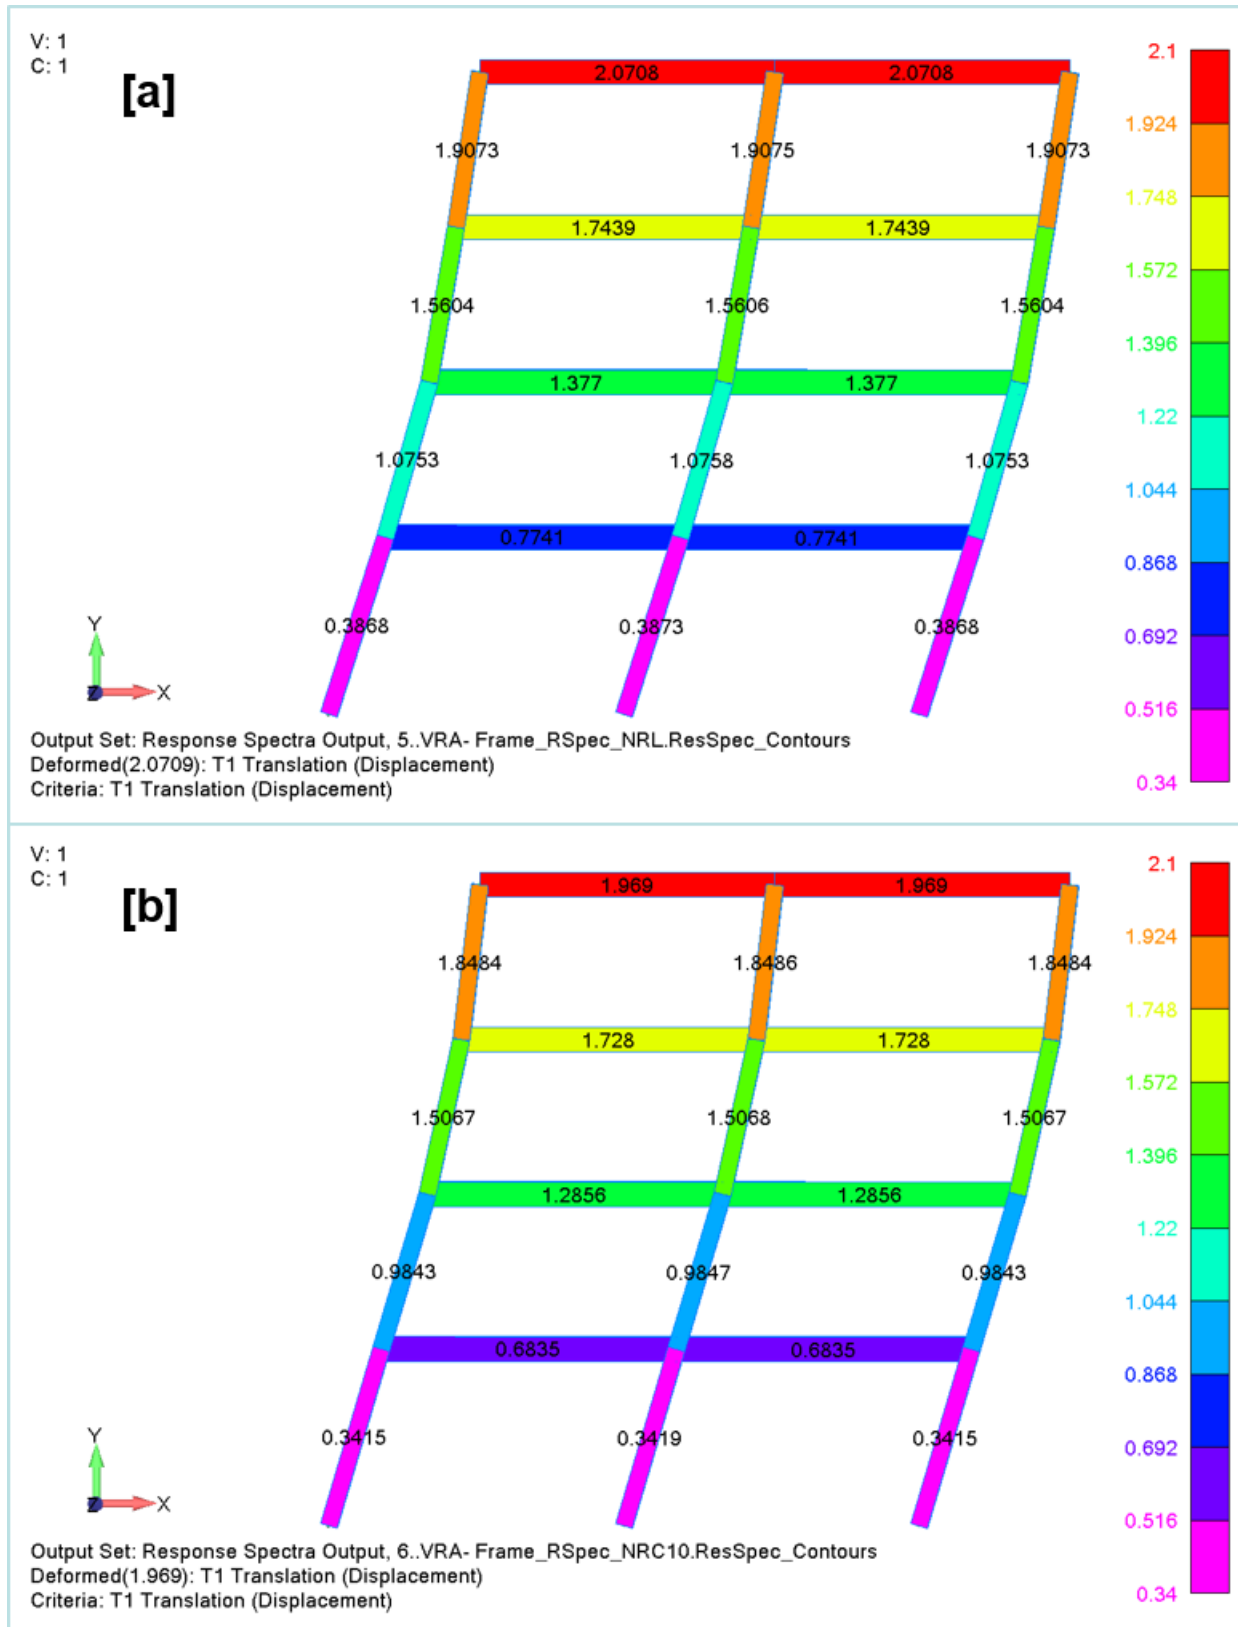 V: 1
C: 1
[a]
2.0708 2.0708
1.9073 1.9075 1.9073
1.7439 1.7439
1.5604 1.5606 1.5604
1.377 1.377
1.0753 1.0758 1.0753
0.7741 0.7741
0.3868 0.3873 0.3868
2.1
1.924
1.748
1.572
1.396
1.22
1.044
0.868
0.692
0.516
0.34
Y
Z X
Output Set: Response Spectra Output, 5..VRA- Frame_RSpec_NRL.ResSpec_Contours
Deformed(2.0709): T1 Translation (Displacement)
Criteria: T1 Translation (Displacement)
V: 1
C: 1
[b]
1.969 1.969
1.8484 1.8486 1.8484
1.728 1.728
1.5067 1.5068 1.5067
1.2856 1.2856
0.9843 0.9847 0.9843
0.6835 0.6835
0.3415 0.3419 0.3415
2.1
1.924
1.748
1.572
1.396
1.22
1.044
0.868
0.692
0.516
0.34
Y
Z X
Output Set: Response Spectra Output, 6..VRA- Frame_RSpec_NRC10.ResSpec_Contours
Deformed(1.969): T1 Translation (Displacement)
Criteria: T1 Translation (Displacement)